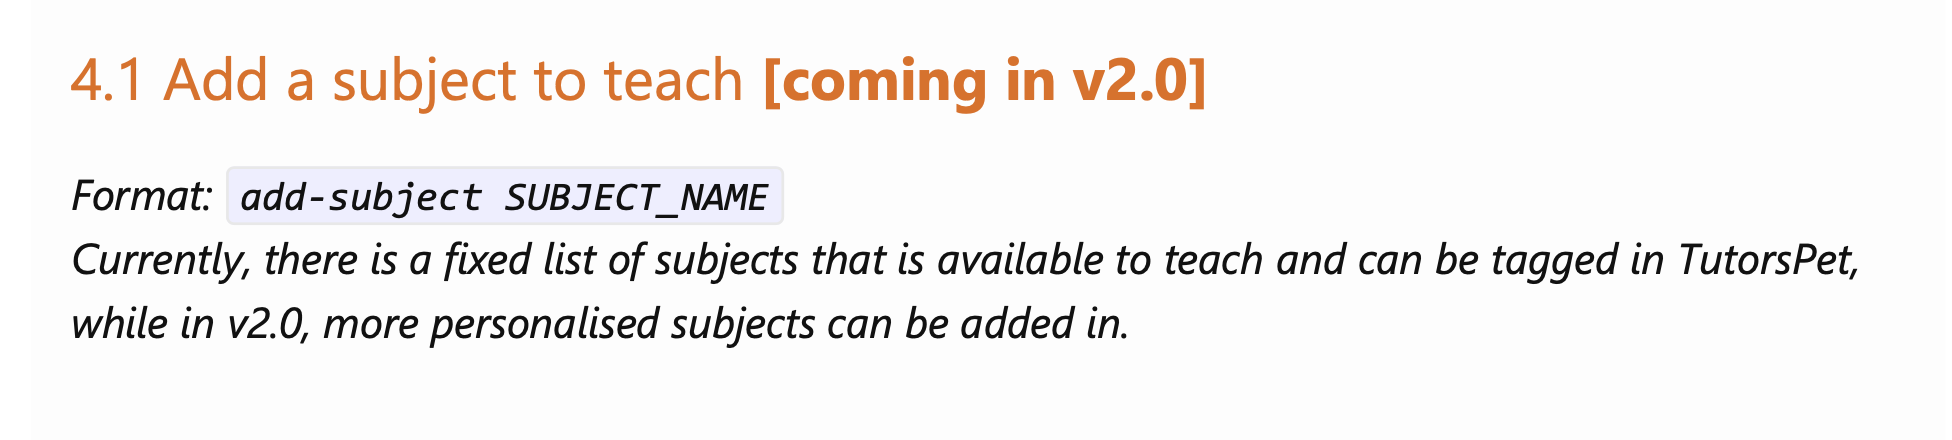 4.1 Add a subject to teach [coming in v2.0]
Format: add-subject SUBJECT_NAME
Currently, there is a fixed list of subjects that is available to teach and can be tagged in TutorsPet,
while in v2.0, more personalised subjects can be added in.